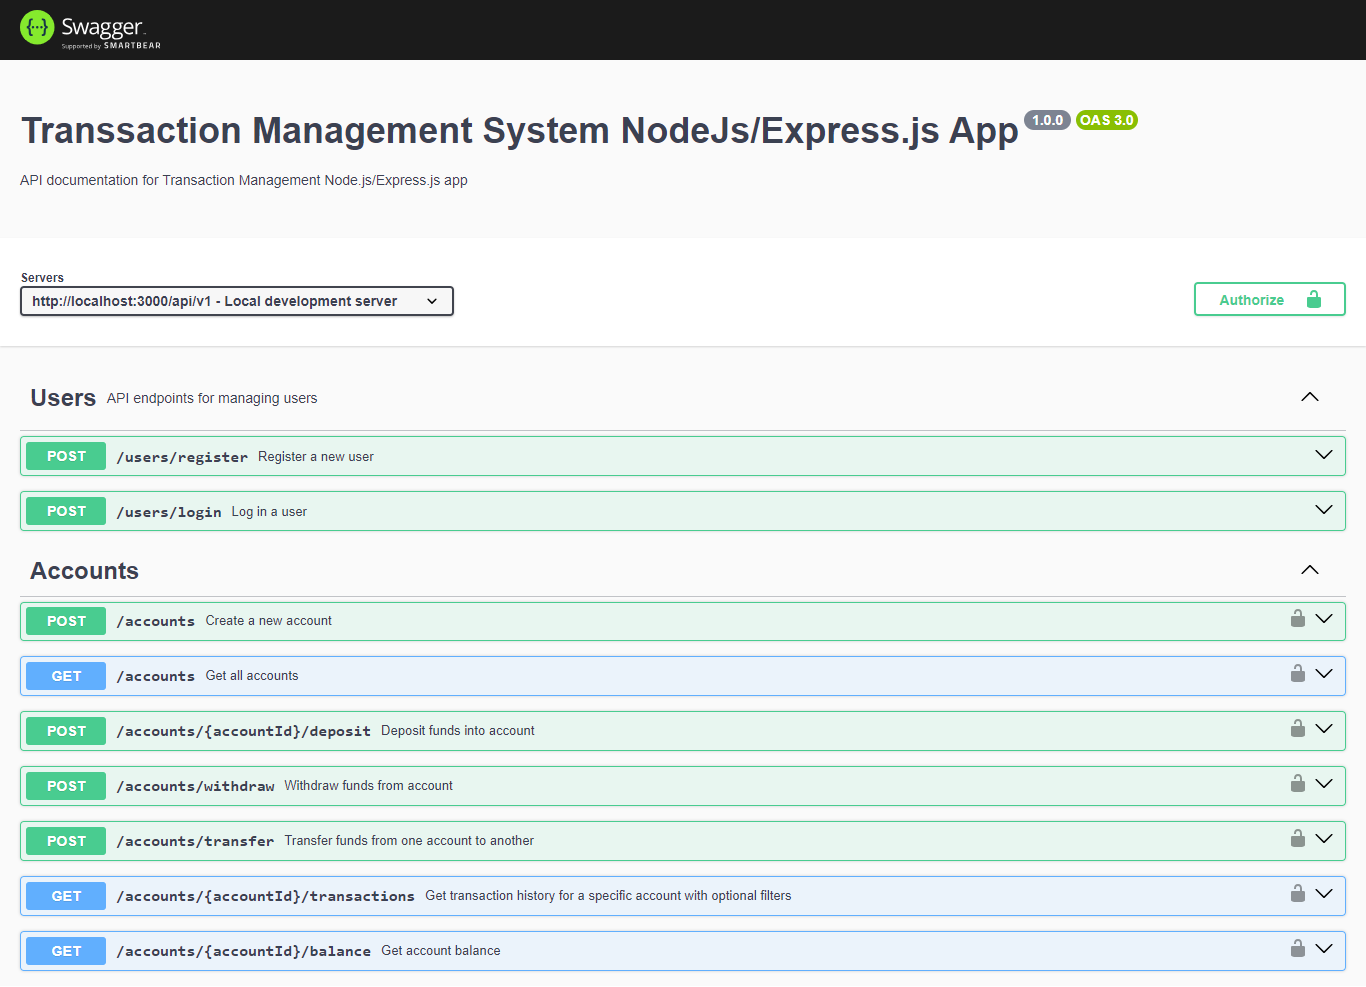 Swagger
Supported by SMARTBEAR
Transsaction Management System NodeJs/Express.js App 1.0.0 OAS 3.0
API documentation for Transaction Management Node.js/Express.js app
Servers
http://localhost:3000/api/v1 - Local development server
Authorize
Users API endpoints for managing users
POST /users/register Register a new user
POST /users/login Log in a user
Accounts
POST /accounts Create a new account
GET /accounts Get all accounts
POST /accounts/{accountId}/deposit Deposit funds into account
POST /accounts/withdraw Withdraw funds from account
POST /accounts/transfer Transfer funds from one account to another
GET /accounts/{accountId}/transactions Get transaction history for a specific account with optional filters
GET /accounts/{accountId}/balance Get account balance